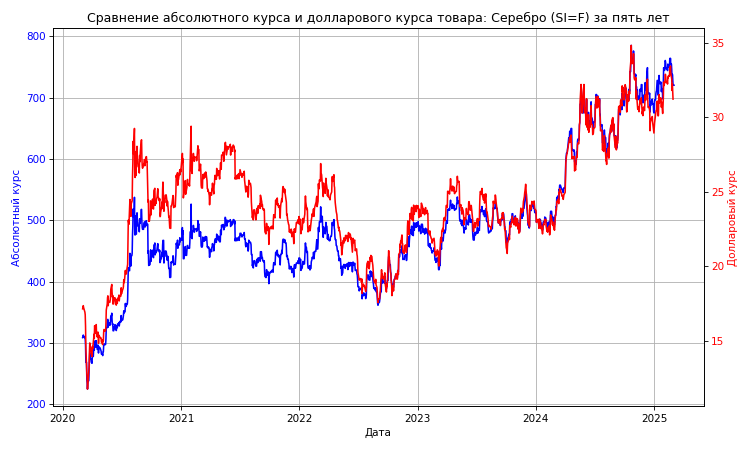 Сравнение абсолютного курса и долларового курса товара: Серебро (SI=F) за пять лет
Абсолютный курс
800
700
600
500
400
300
200
35
30
25
20
15
Долларовый курс
2020 2021 2022 2023 2024 2025
Дата